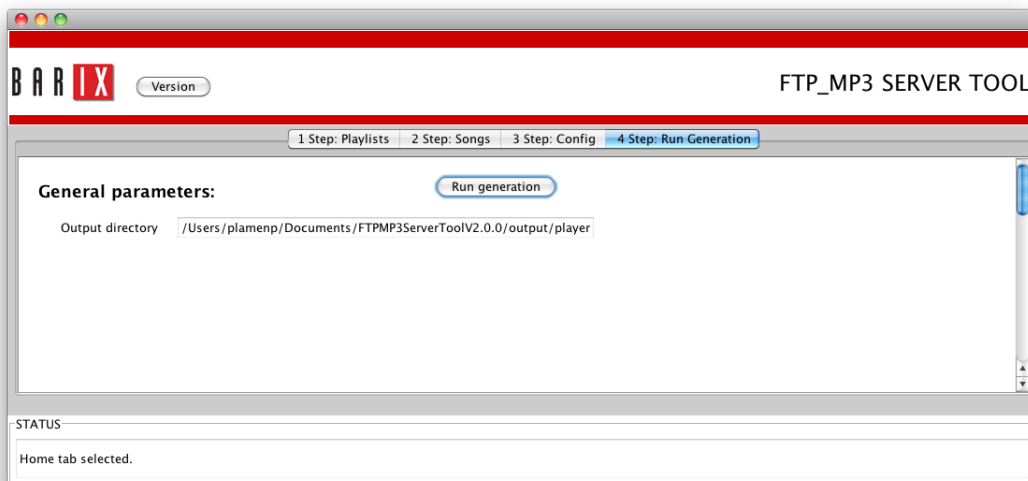 BARIX
Version
FTP_MP3 SERVER TOOL
1 Step: Playlists
2 Step: Songs
3 Step: Config
4 Step: Run Generation
General parameters:
Run generation
Output directory
/Users/plamenp/Documents/FTPMP3ServerToolV2.0.0/output/player
STATUS
Home tab selected.